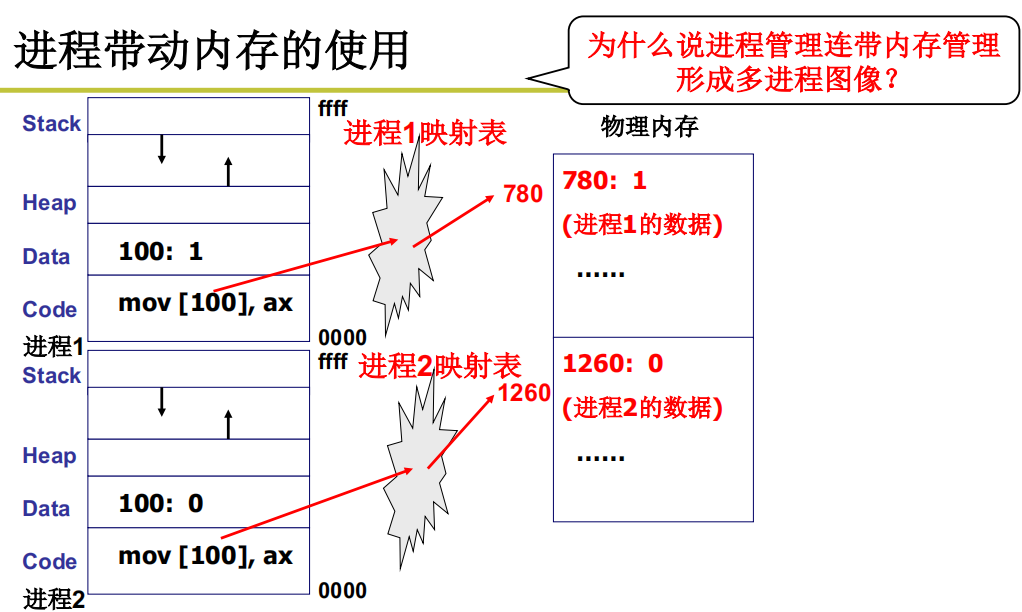 进程带动内存的使用
为什么说进程管理连带内存管理
形成多进程图像？
Stack
ffff
进程1映射表
物理内存
Heap
780
780: 1
(进程1的数据)
Data
100: 1
......
Code
mov [100], ax
0000
进程1
ffff
进程2映射表
1260: 0
Stack
1260
(进程2的数据)
Heap
......
Data
100: 0
Code
mov [100], ax
0000
进程2